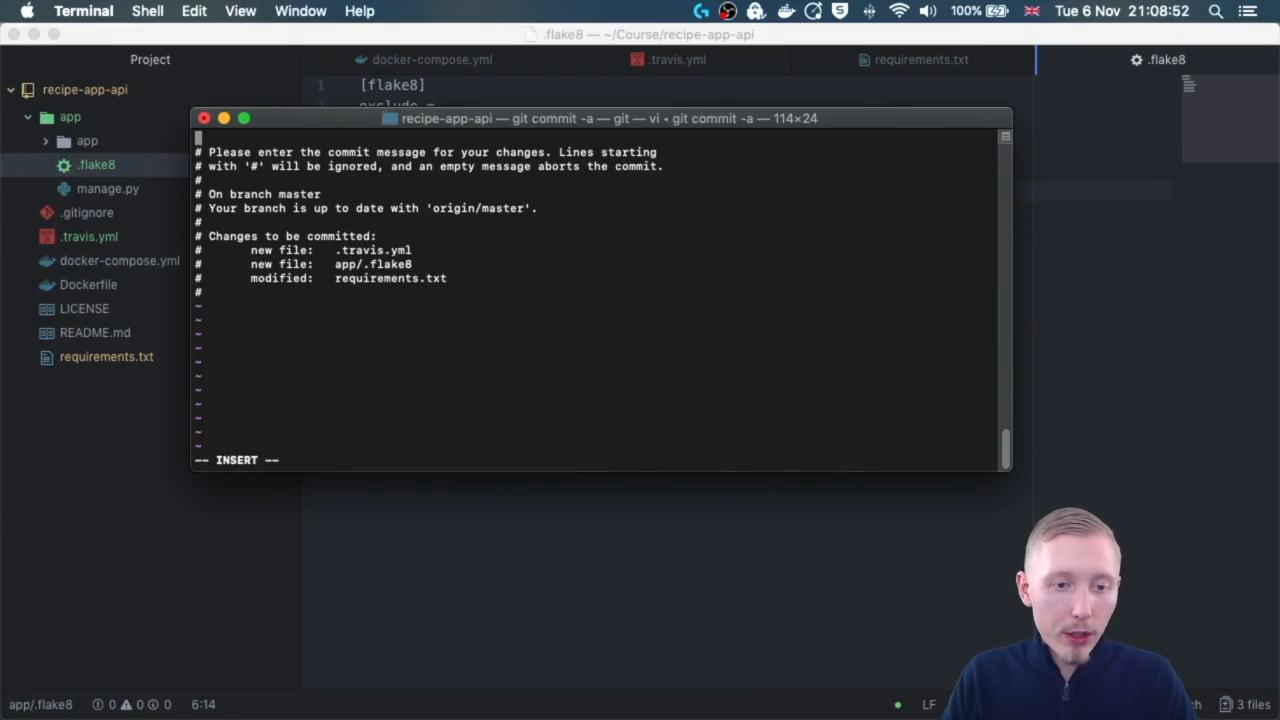 Terminal Shell Edit View Window Help 100% Tue 6 Nov 21:08:52
.flake8 — ~/Course/recipe-app-api
Project
docker-compose.yml
.travis.yml
requirements.txt
.flake8
recipe-app-api
app
app
.flake8
manage.py
.gitignore
.travis.yml
docker-compose.yml
Dockerfile
LICENSE
README.md
requirements.txt
1 [flake8]
recipe-app-api — git commit -a — git — vi • git commit -a — 114×24
# Please enter the commit message for your changes. Lines starting
# with '#' will be ignored, and an empty message aborts the commit.
#
# On branch master
# Your branch is up to date with 'origin/master'.
#
# Changes to be committed:
# new file: .travis.yml
# new file: app/.flake8
# modified: requirements.txt
#
~
~
~
~
~
~
~
~
~
~
~
-- INSERT --
app/.flake8 0 0 0 6:14
LF
3 files